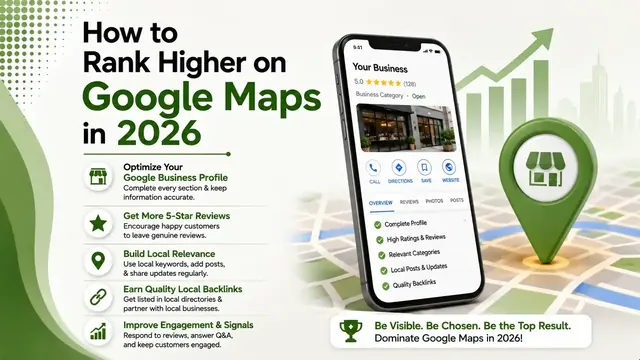 How to
Rank Higher on
Google Maps
in 2026
Optimize Your
Google Business Profile
Complete every section & keep
information accurate.
Get More 5-Star Reviews
Encourage happy customers
to leave genuine reviews.
Build Local Relevance
Use local keywords, add posts,
& share updates regularly.
Earn Quality Local Backlinks
Get listed in local directories &
partner with local businesses.
Improve Engagement & Signals
Respond to reviews, answer Q&A,
and keep customers engaged.
9:41
Your Business
5.0 ★★★★★ (128)
Business Category · Open
CALL DIRECTIONS SAVE WEBSITE
OVERVIEW REVIEWS PHOTOS POSTS
Complete Profile
High Ratings & Reviews
Relevant Categories
Local Posts & Updates
Quality Backlinks
Be Visible. Be Chosen. Be the Top Result.
Dominate Google Maps in 2026!